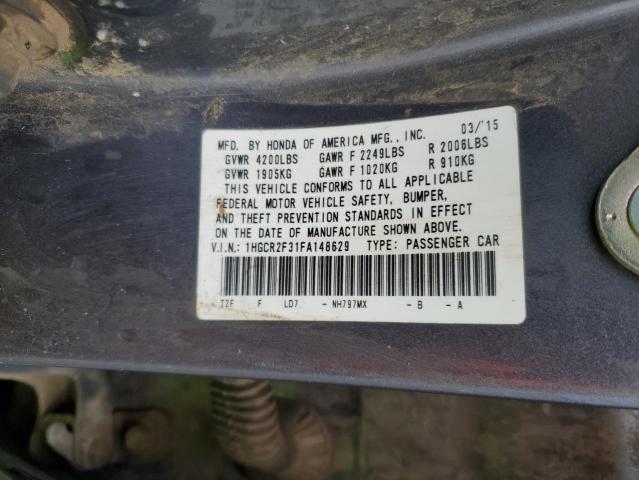 MFD. BY HONDA OF AMERICA MFG., INC. 03/'15
GVWR 4200LBS GAWR F 2249LBS R 2006LBS
GVWR 1905KG GAWR F 1020KG R 910KG
THIS VEHICLE CONFORMS TO ALL APPLICABLE
FEDERAL MOTOR VEHICLE SAFETY, BUMPER,
AND THEFT PREVENTION STANDARDS IN EFFECT
ON THE DATE OF MANUFACTURE SHOWN ABOVE.
V.I.N.: 1HGCR2F31FA148629 TYPE: PASSENGER CAR
T2F F LD7. - NH797MX - B - A